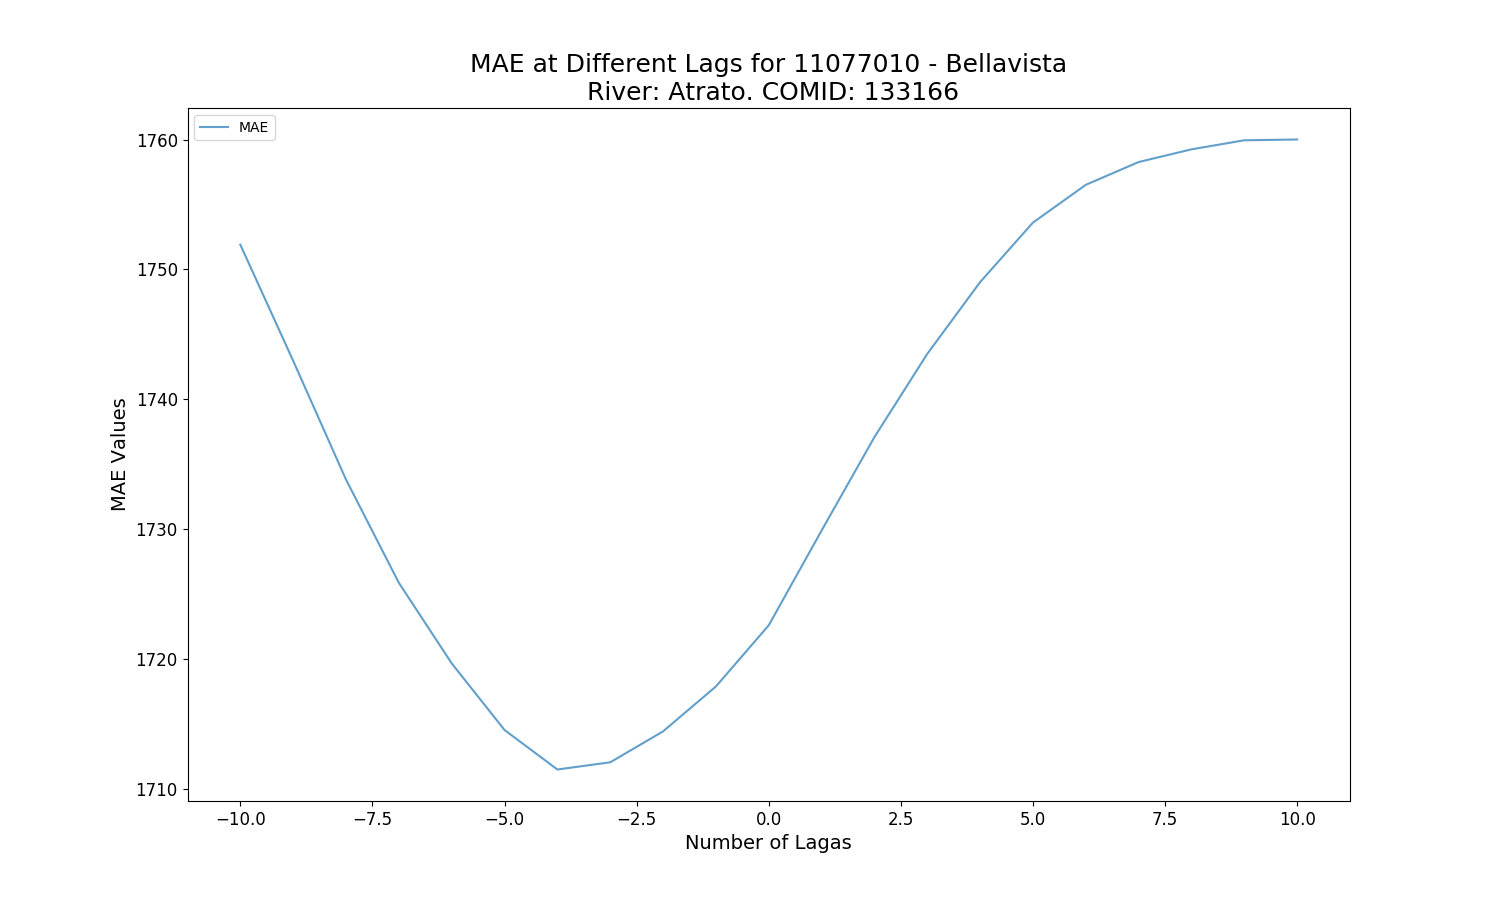 MAE at Different Lags for 11077010 - Bellavista
River: Atrato. COMID: 133166
MAE
1760
1750
1740
1730
1720
1710
MAE Values
−10.0 −7.5 −5.0 −2.5 0.0 2.5 5.0 7.5 10.0
Number of Lagas